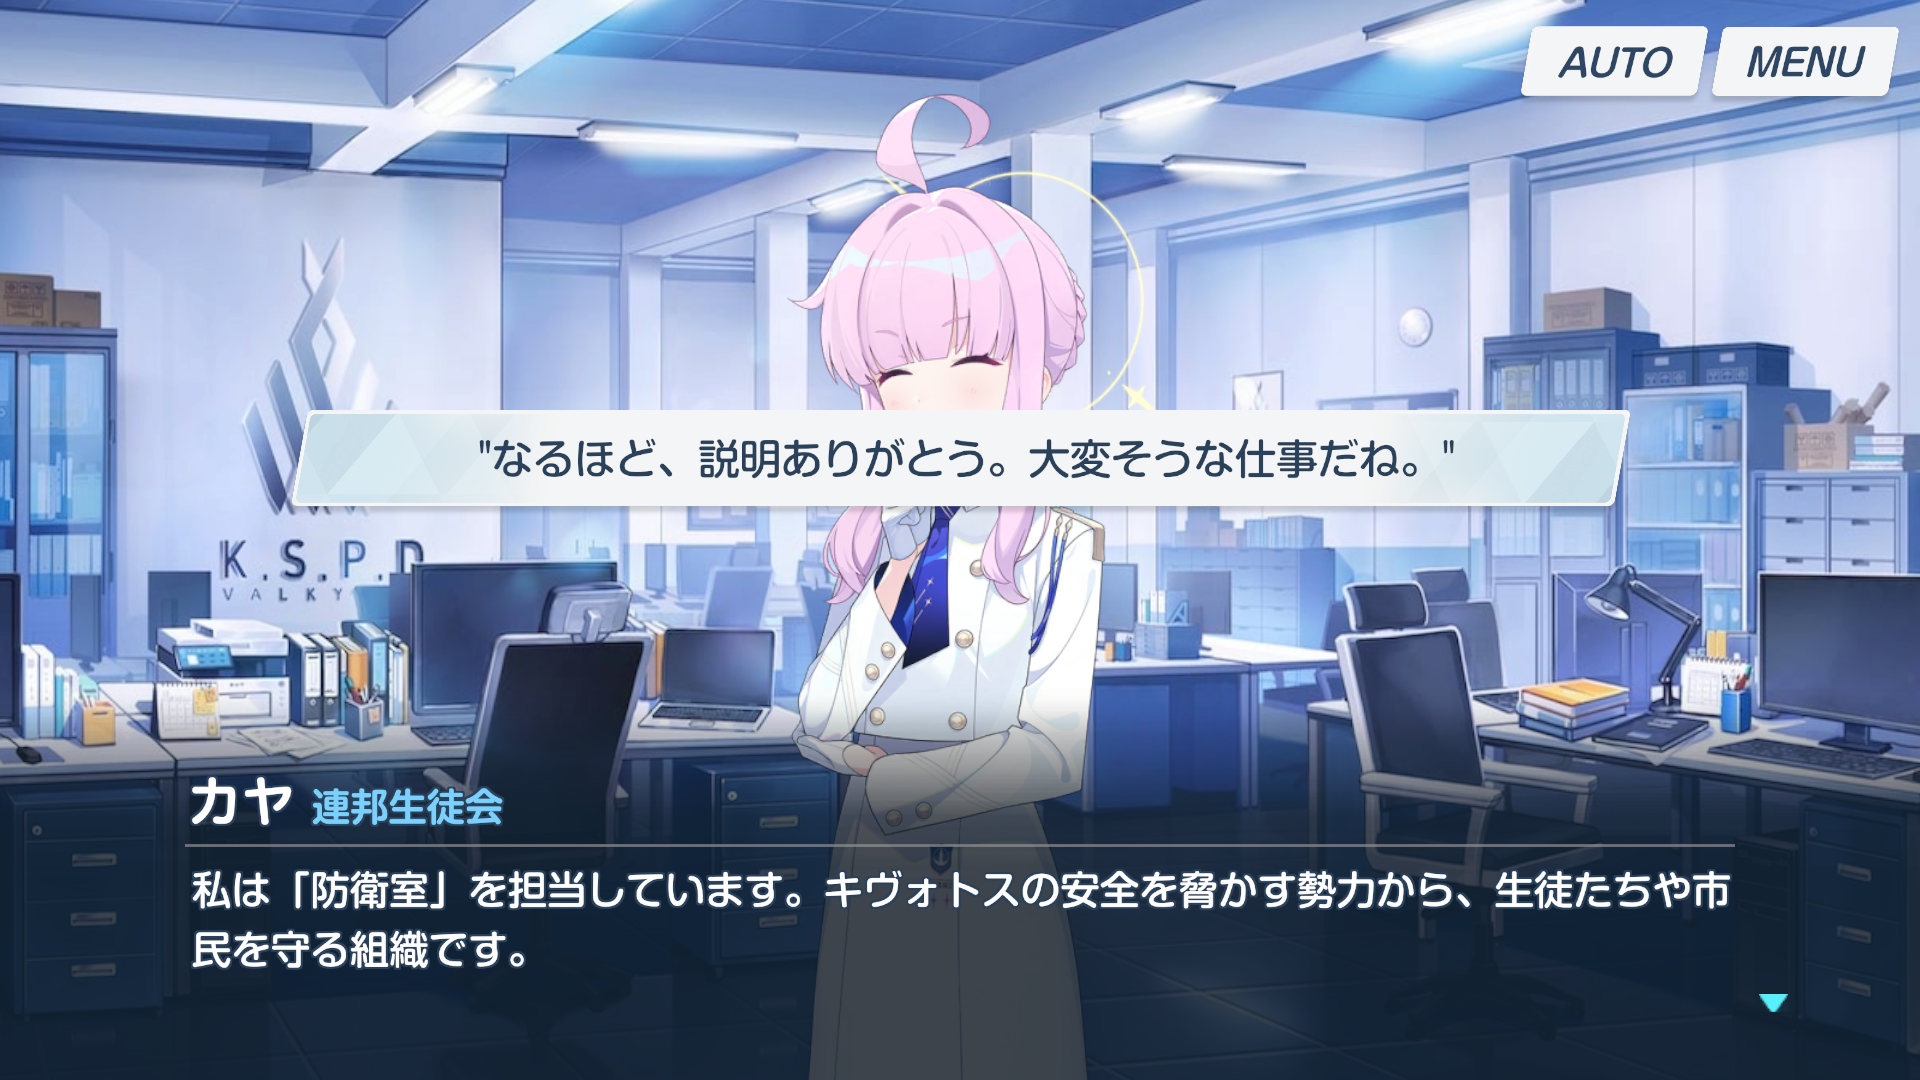 AUTO
MENU
"なるほど、説明ありがとう。大変そうな仕事だね。"
K.S.P.D
VALKY
カヤ 連邦生徒会
私は「防衛室」を担当しています。キヴォトスの安全を脅かす勢力から、生徒たちや市
民を守る組織です。